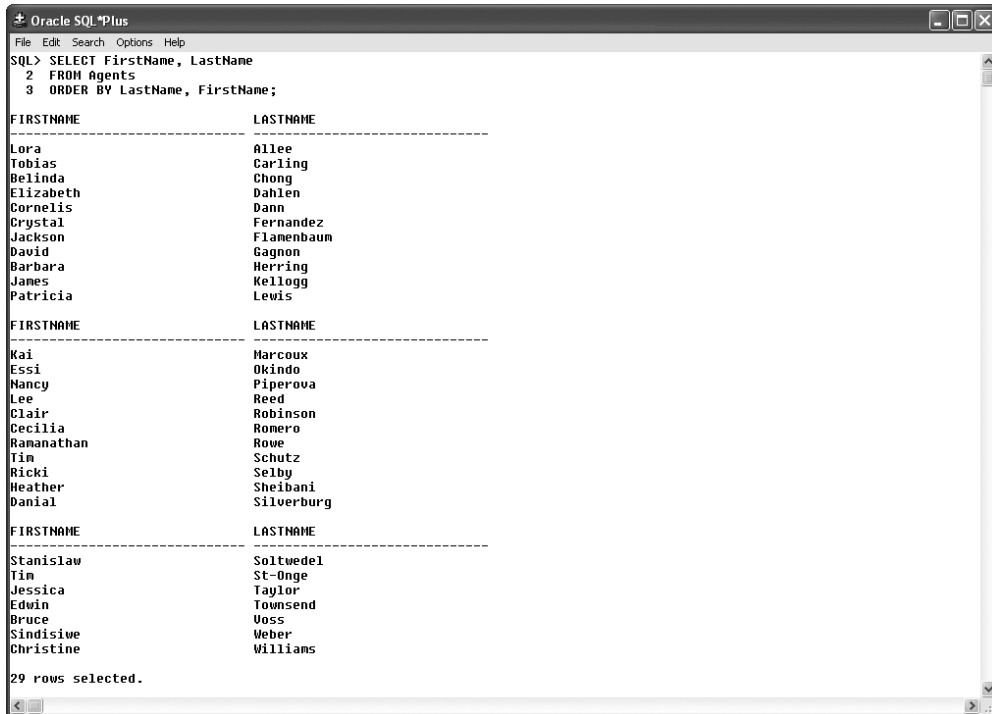 Oracle SQL*Plus
File Edit Search Options Help
SQL> SELECT FirstName, LastName
  2  FROM Agents
  3  ORDER BY LastName, FirstName;
FIRSTNAME                      LASTNAME
------------------------------ ------------------------------
Lora                           Allee
Tobias                         Carling
Belinda                        Chong
Elizabeth                      Dahlen
Cornelis                       Dann
Crystal                        Fernandez
Jackson                        Flamenbaum
David                          Gagnon
Barbara                        Herring
James                          Kellogg
Patricia                       Lewis
FIRSTNAME                      LASTNAME
------------------------------ ------------------------------
Kai                            Marcoux
Essi                           Okindo
Nancy                          Piperova
Lee                            Reed
Clair                          Robinson
Cecilia                        Romero
Ramanathan                     Rowe
Tim                            Schutz
Ricki                          Selby
Heather                        Sheibani
Danial                         Silverburg
FIRSTNAME                      LASTNAME
------------------------------ ------------------------------
Stanislaw                      Soltwedel
Tim                            St-Onge
Jessica                        Taylor
Edwin                          Townsend
Bruce                          Voss
Sindisiwe                      Weber
Christine                      Williams
29 rows selected.